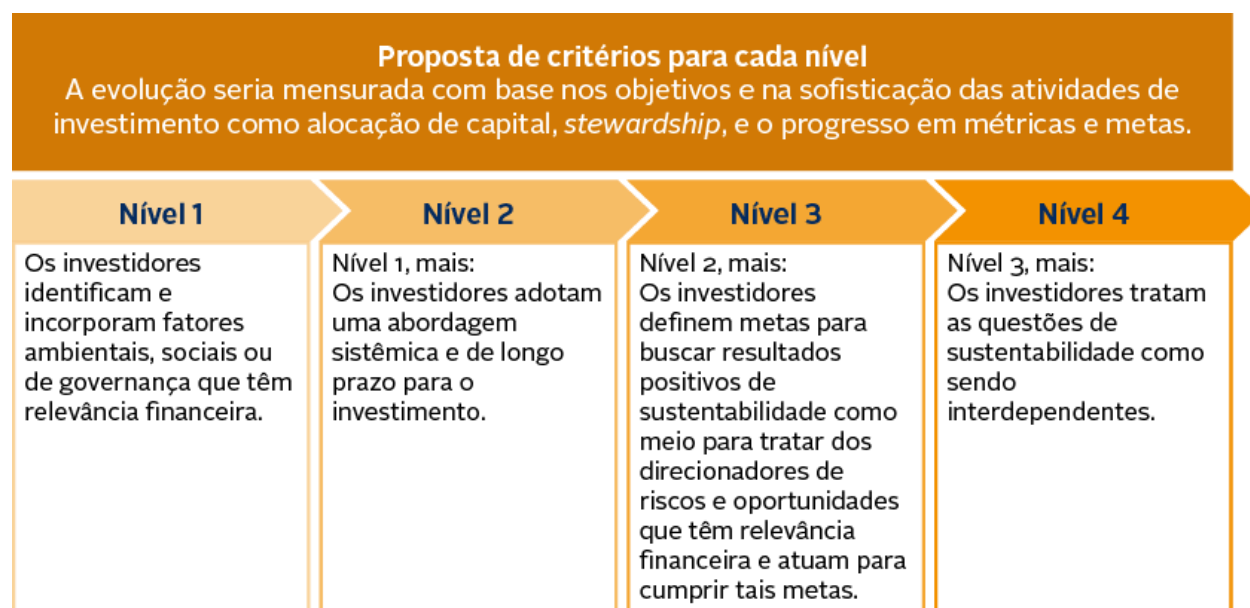 Proposta de critérios para cada nível
A evolução seria mensurada com base nos objetivos e na sofisticação das atividades de
investimento como alocação de capital, stewardship, e o progresso em métricas e metas.
Nível 1
Os investidores
identificam e
incorporam fatores
ambientais, sociais ou
de governança que têm
relevância financeira.
Nível 2
Nível 1, mais:
Os investidores adotam
uma abordagem
sistêmica e de longo
prazo para o
investimento.
Nível 3
Nível 2, mais:
Os investidores
definem metas para
buscar resultados
positivos de
sustentabilidade como
meio para tratar dos
direcionadores de
riscos e oportunidades
que têm relevância
financeira e atuam para
cumprir tais metas.
Nível 4
Nível 3, mais:
Os investidores tratam
as questões de
sustentabilidade como
sendo
interdependentes.